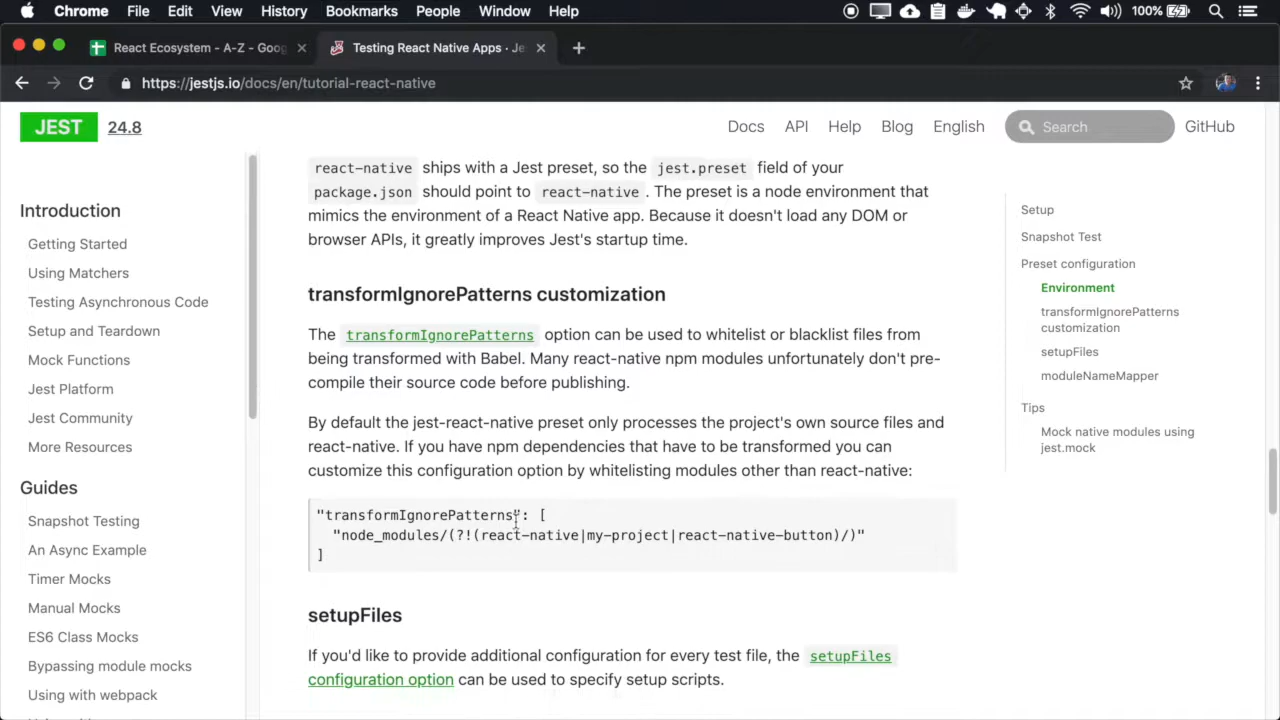 Chrome File Edit View History Bookmarks People Window Help 100%
React Ecosystem - A-Z - Goog
Testing React Native Apps · Je
https://jestjs.io/docs/en/tutorial-react-native
JEST 24.8
Docs API Help Blog English Search GitHub
Introduction
Getting Started
Using Matchers
Testing Asynchronous Code
Setup and Teardown
Mock Functions
Jest Platform
Jest Community
More Resources
Guides
Snapshot Testing
An Async Example
Timer Mocks
Manual Mocks
ES6 Class Mocks
Bypassing module mocks
Using with webpack
react-native ships with a Jest preset, so the jest.preset field of your
package.json should point to react-native . The preset is a node environment that
mimics the environment of a React Native app. Because it doesn't load any DOM or
browser APIs, it greatly improves Jest's startup time.
transformIgnorePatterns customization
The transformIgnorePatterns option can be used to whitelist or blacklist files from
being transformed with Babel. Many react-native npm modules unfortunately don't pre-
compile their source code before publishing.
By default the jest-react-native preset only processes the project's own source files and
react-native. If you have npm dependencies that have to be transformed you can
customize this configuration option by whitelisting modules other than react-native:
"transformIgnorePatterns": [
"node_modules/(?!(react-native|my-project|react-native-button)/)"
]
setupFiles
If you'd like to provide additional configuration for every test file, the setupFiles
configuration option can be used to specify setup scripts.
Setup
Snapshot Test
Preset configuration
Environment
transformIgnorePatterns
customization
setupFiles
moduleNameMapper
Tips
Mock native modules using
jest.mock